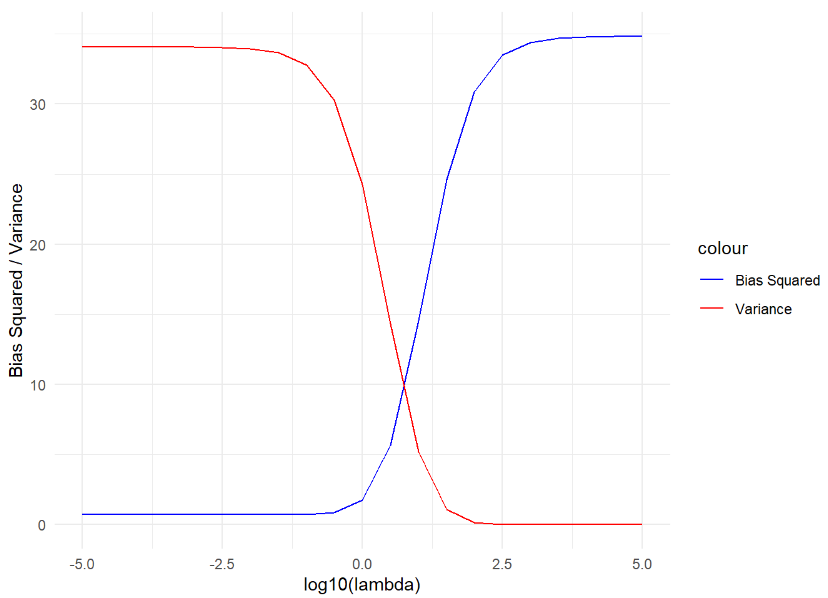 Bias Squared / Variance
30
20
10
0
-5.0
-2.5
0.0
2.5
5.0
log10(lambda)
colour
Bias Squared
Variance